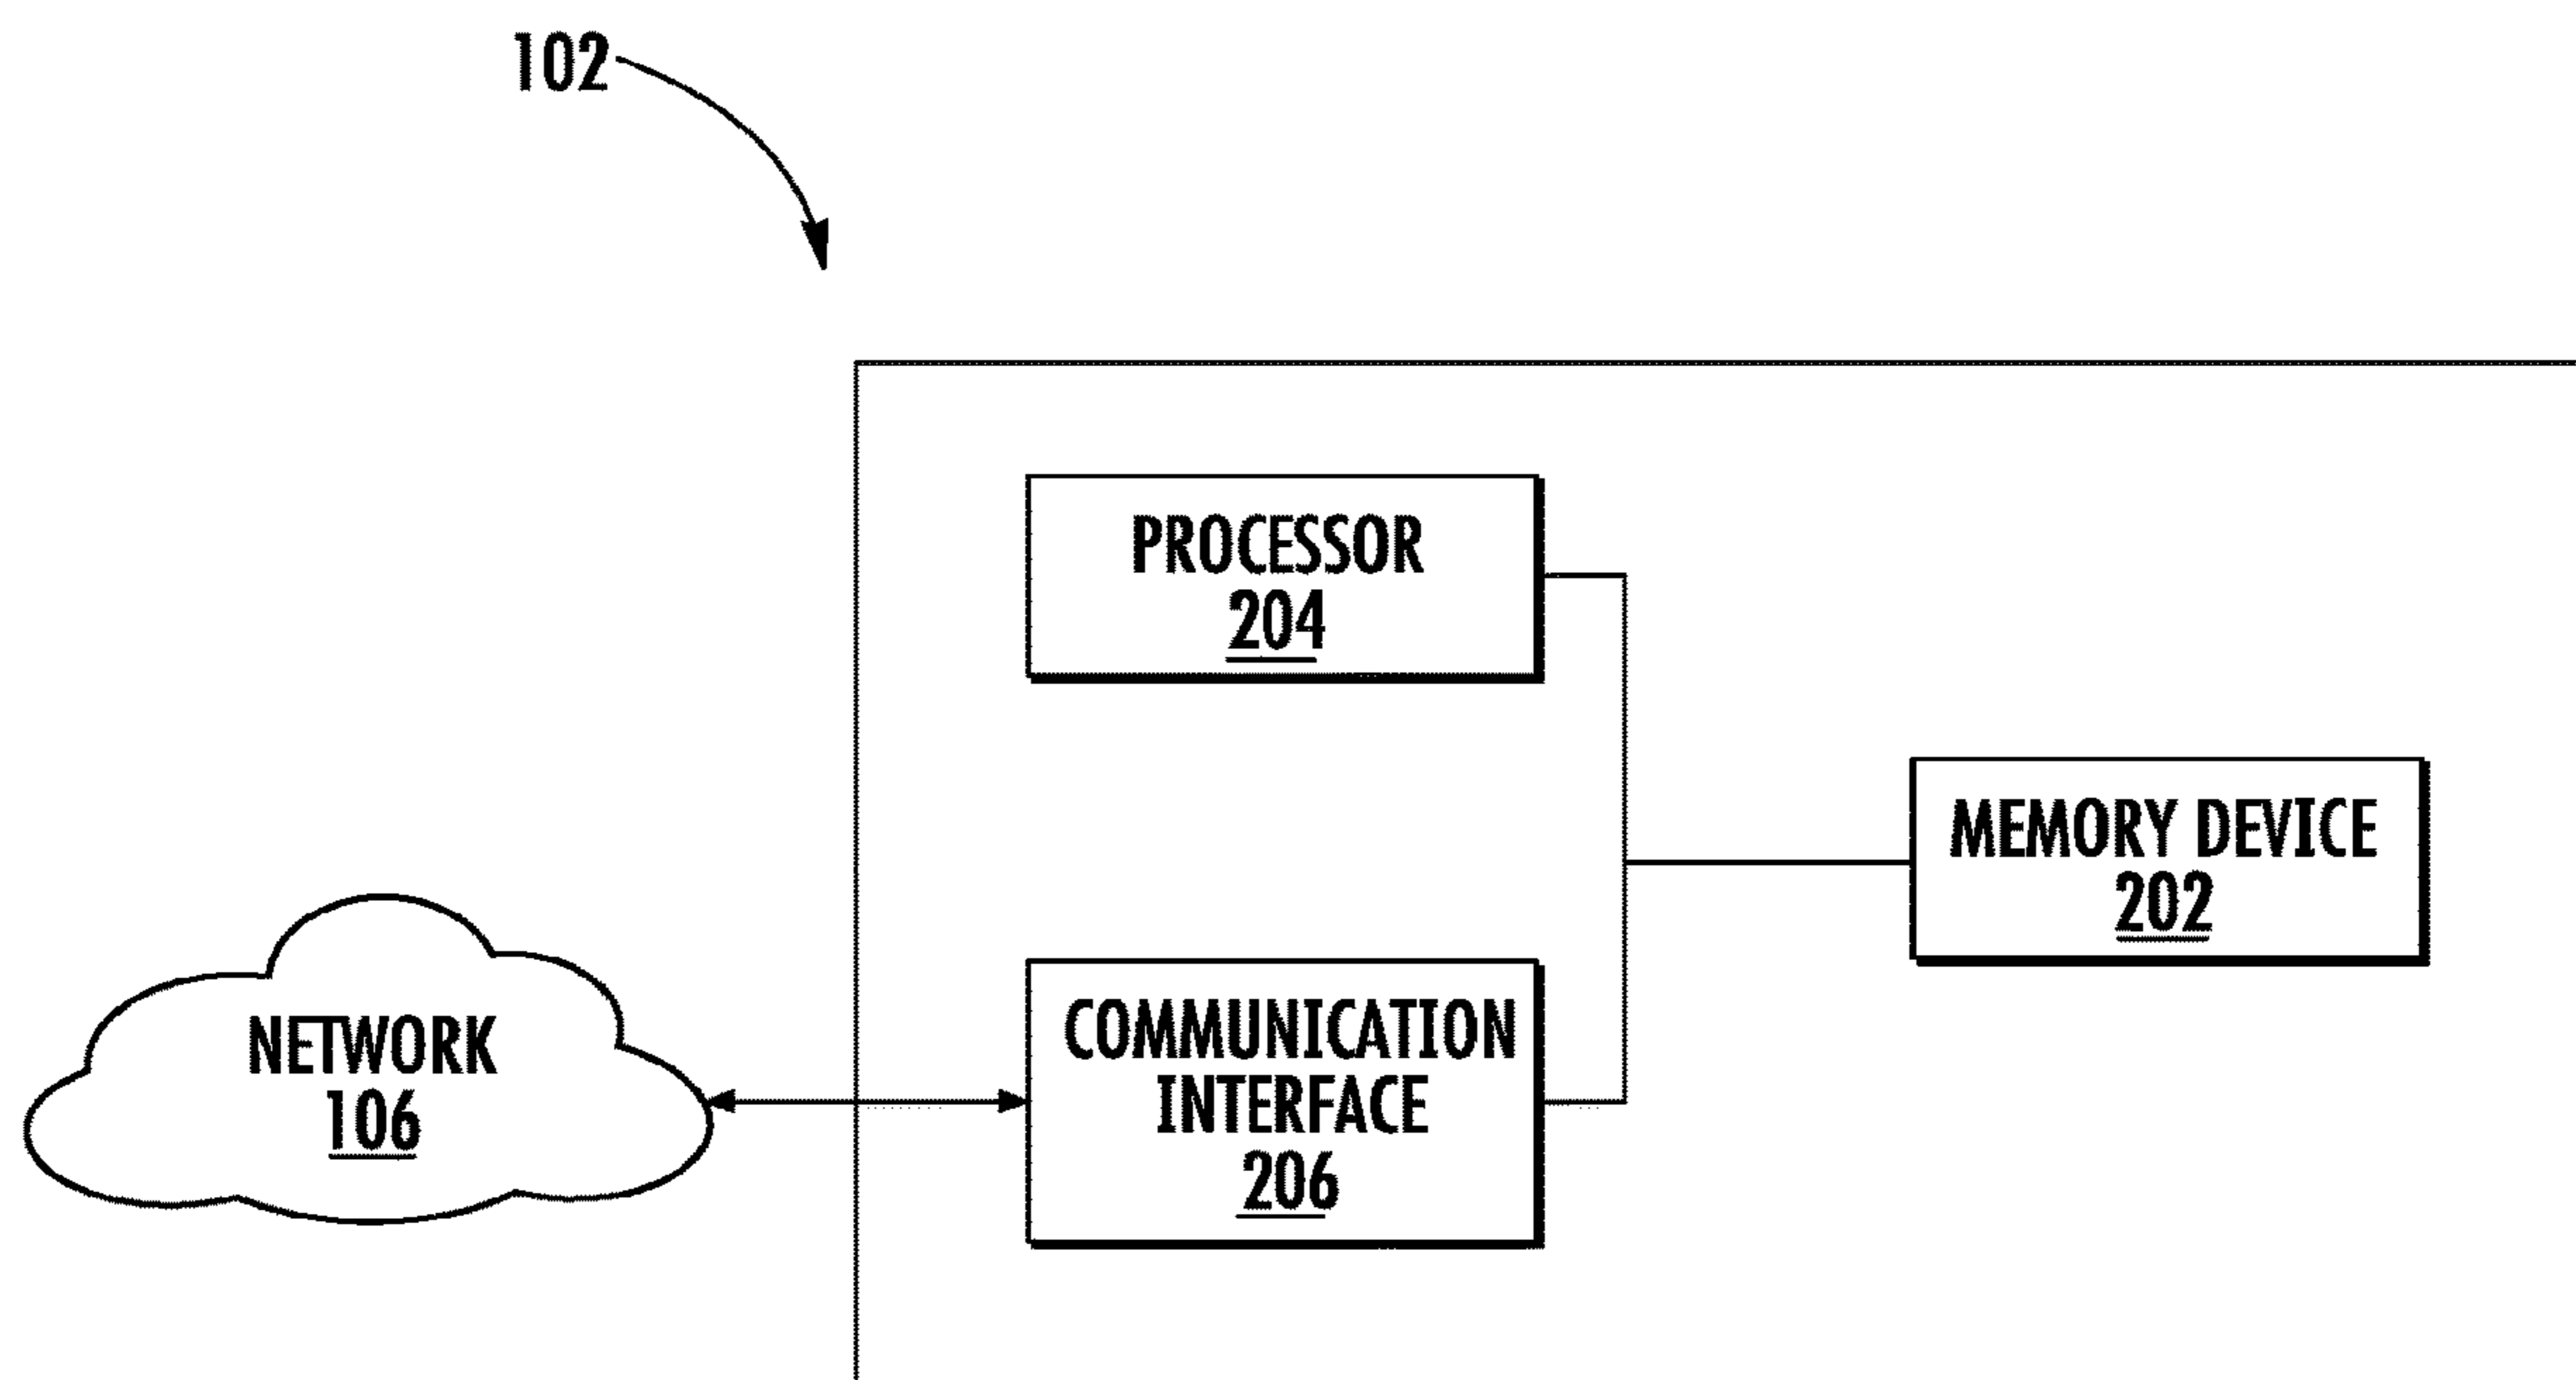 102
PROCESSOR
204
MEMORY DEVICE
202
COMMUNICATION
INTERFACE
206
NETWORK
106